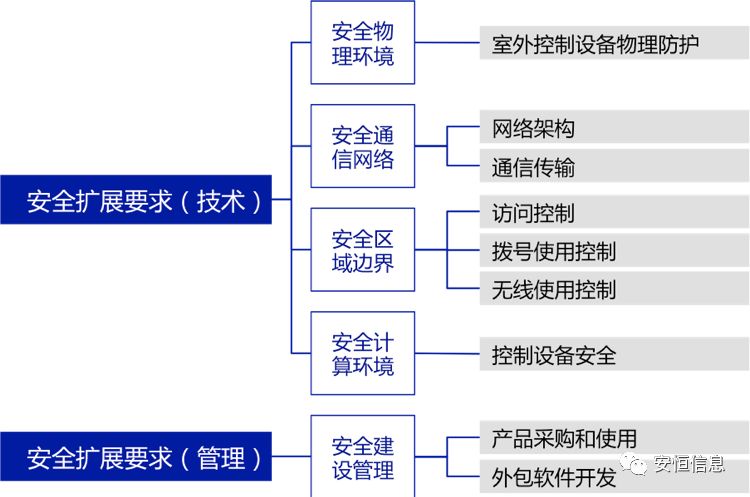 安全物
理环境
室外控制设备物理防护
安全通
信网络
网络架构
通信传输
安全扩展要求（技术）
安全区
域边界
访问控制
拨号使用控制
无线使用控制
安全计
算环境
控制设备安全
安全扩展要求（管理）
安全建
设管理
产品采购和使用
外包软件开发
安恒信息